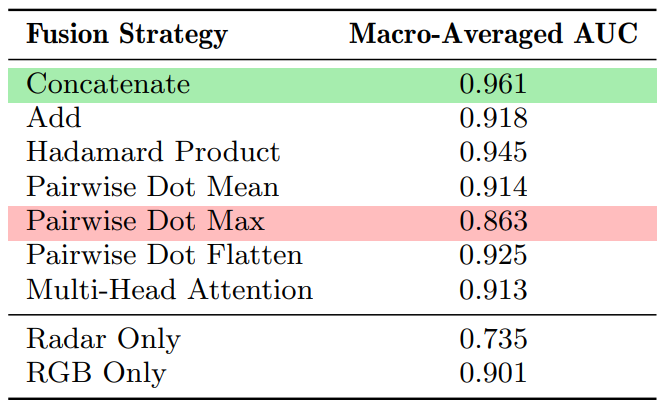 Fusion Strategy Macro-Averaged AUC
Concatenate 0.961
Add 0.918
Hadamard Product 0.945
Pairwise Dot Mean 0.914
Pairwise Dot Max 0.863
Pairwise Dot Flatten 0.925
Multi-Head Attention 0.913
Radar Only 0.735
RGB Only 0.901